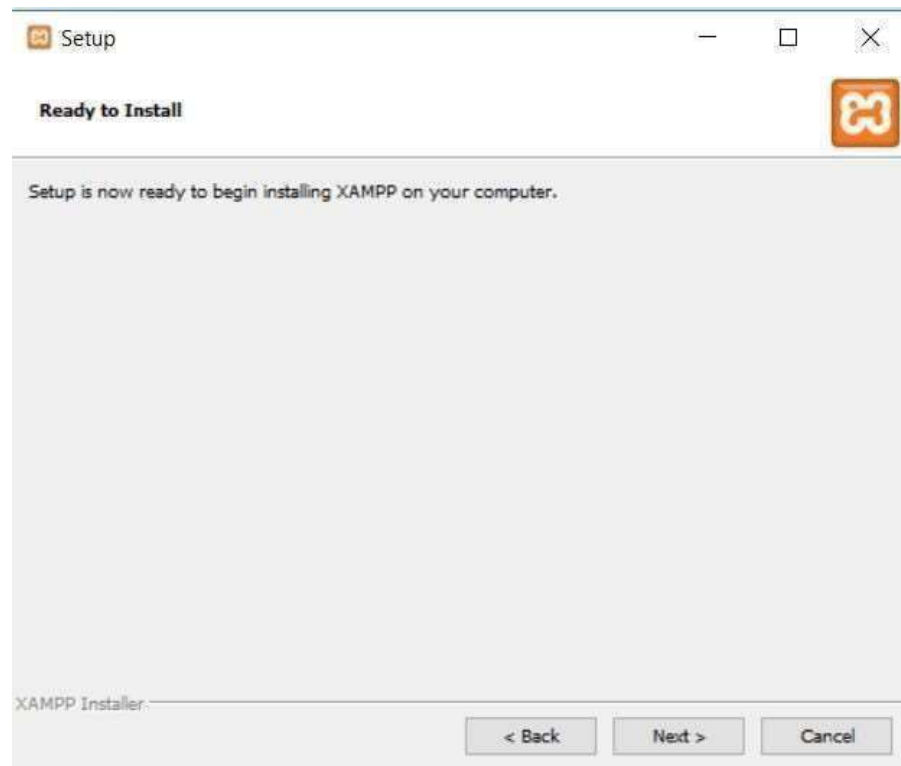 Setup
Ready to Install
Setup is now ready to begin installing XAMPP on your computer.
XAMPP Installer
< Back Next > Cancel